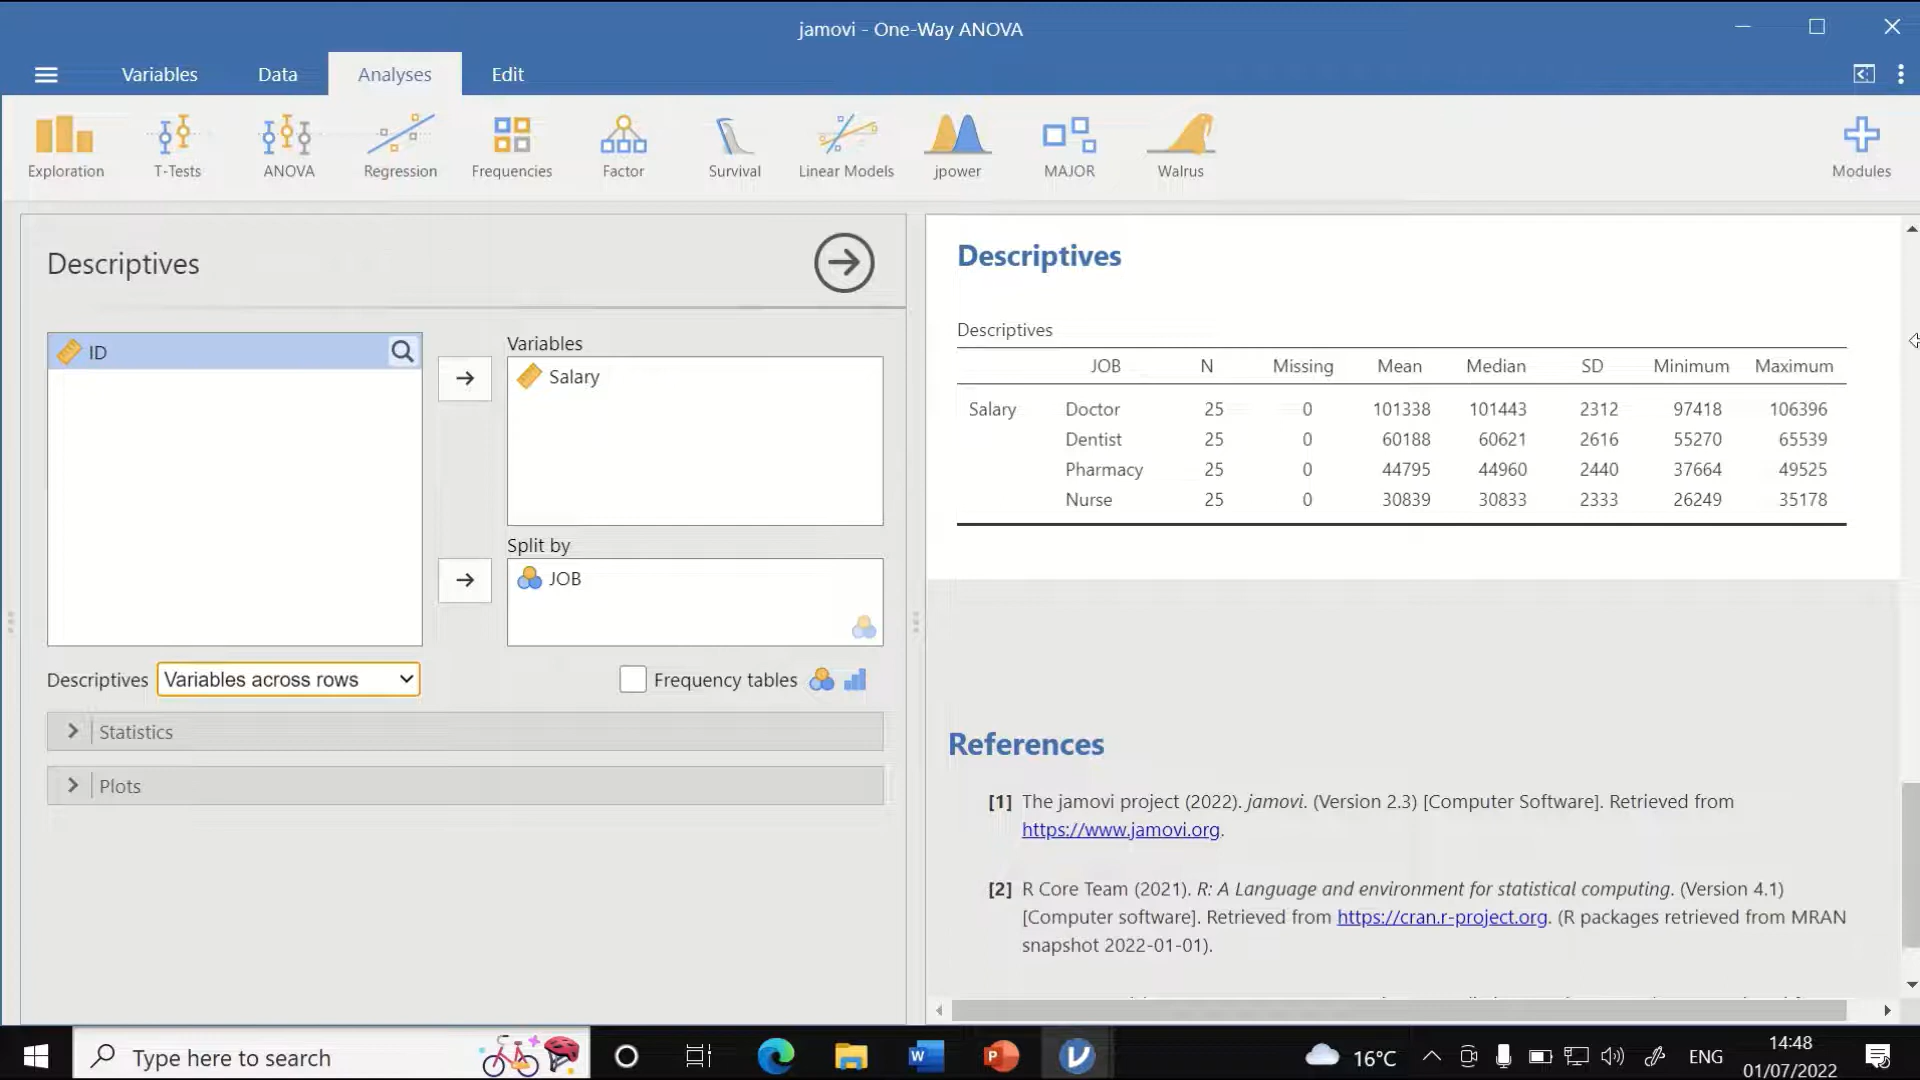 jamovi - One-Way ANOVA
Variables Data Analyses Edit
Exploration T-Tests ANOVA Regression Frequencies Factor Survival Linear Models jpower MAJOR Walrus Modules
Descriptives
ID
Variables
Salary
Split by
JOB
Descriptives Variables across rows Frequency tables
Statistics
Plots
Descriptives
Descriptives
JOB N Missing Mean Median SD Minimum Maximum
Salary Doctor 25 0 101338 101443 2312 97418 106396
Dentist 25 0 60188 60621 2616 55270 65539
Pharmacy 25 0 44795 44960 2440 37664 49525
Nurse 25 0 30839 30833 2333 26249 35178
References
[1] The jamovi project (2022). jamovi. (Version 2.3) [Computer Software]. Retrieved from
https://www.jamovi.org.
[2] R Core Team (2021). R: A Language and environment for statistical computing. (Version 4.1)
[Computer software]. Retrieved from https://cran.r-project.org. (R packages retrieved from MRAN
snapshot 2022-01-01).
Type here to search
16°C
ENG
14:48
01/07/2022